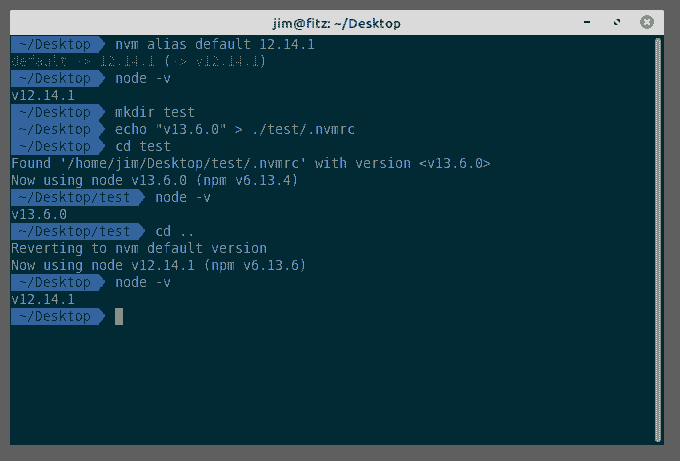 jim@fitz: ~/Desktop
~/Desktop nvm alias default 12.14.1
default -> 12.14.1 (-> v12.14.1)
~/Desktop node -v
v12.14.1
~/Desktop mkdir test
~/Desktop echo "v13.6.0" > ./test/.nvmrc
~/Desktop cd test
Found '/home/jim/Desktop/test/.nvmrc' with version <v13.6.0>
Now using node v13.6.0 (npm v6.13.4)
~/Desktop/test node -v
v13.6.0
~/Desktop/test cd ..
Reverting to nvm default version
Now using node v12.14.1 (npm v6.13.6)
~/Desktop node -v
v12.14.1
~/Desktop